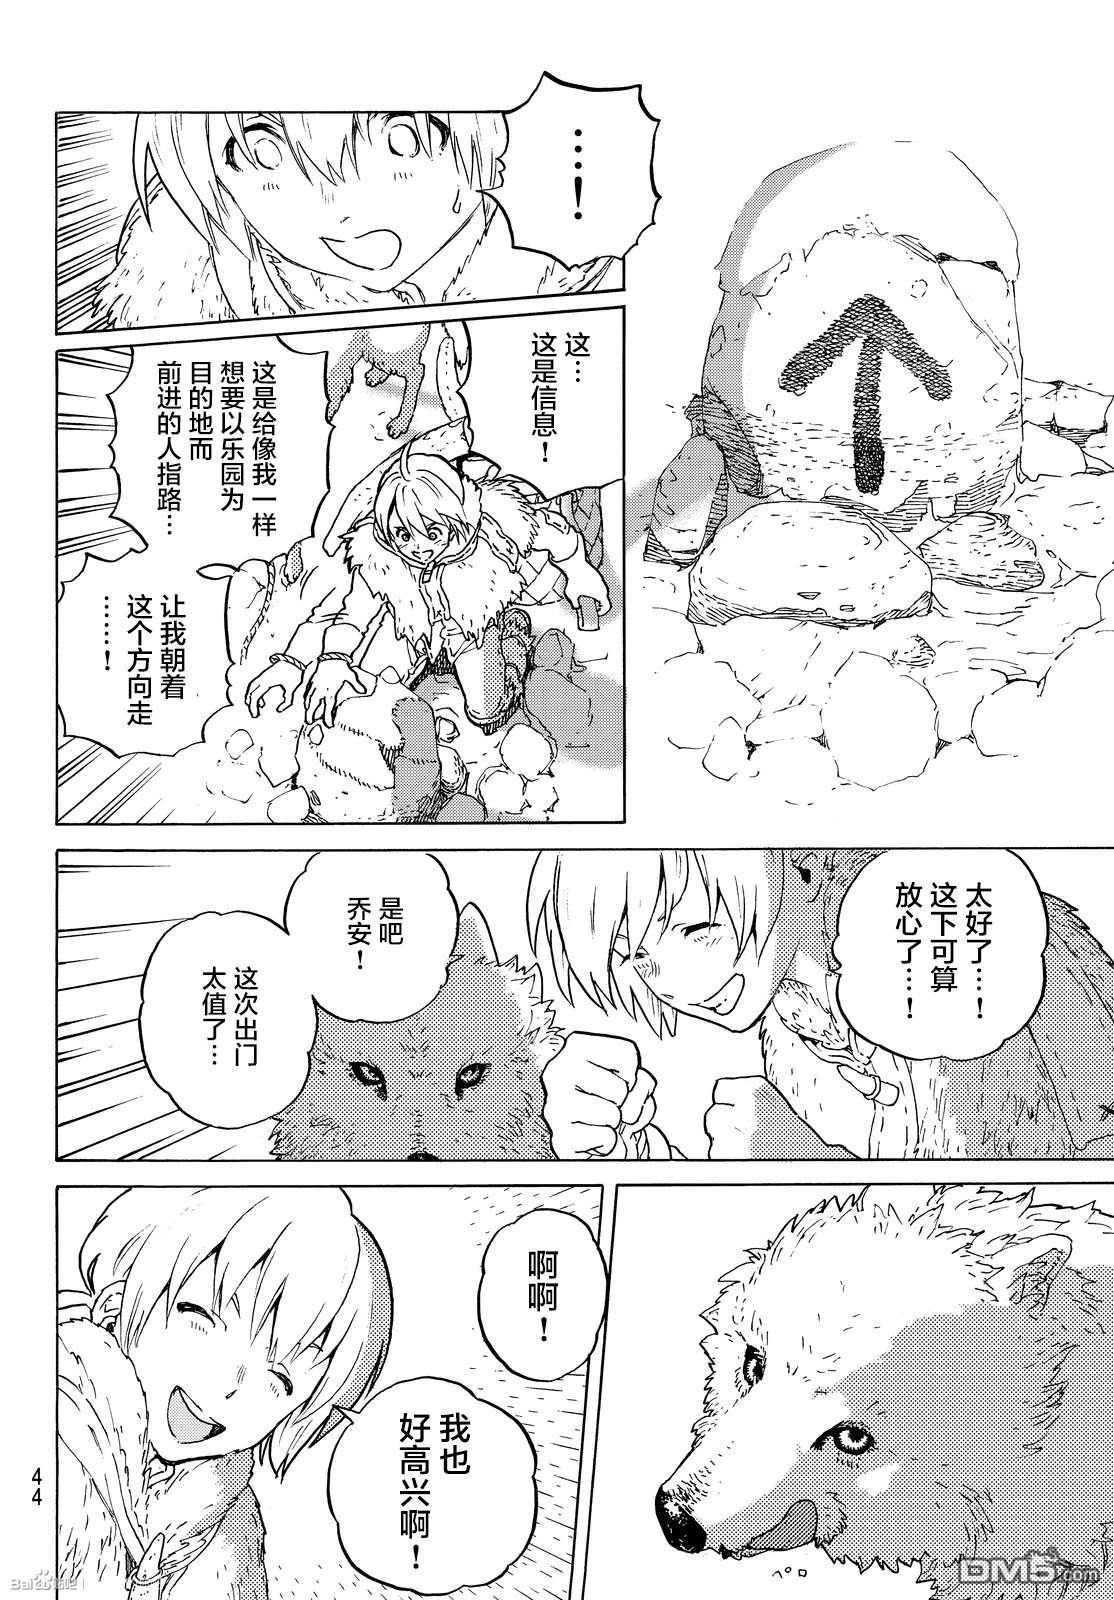 ……！
这…
这是信息！
这是给像我一样
想要以乐园为
目的地而
前进的人指路…
让我朝着
这个方向走
……！
太好了…！
这下可算
放心了…！
是吧
乔安！
这次出门
太值了…
啊啊！
我也
好高兴啊！
44
Bai 贴吧
DM5